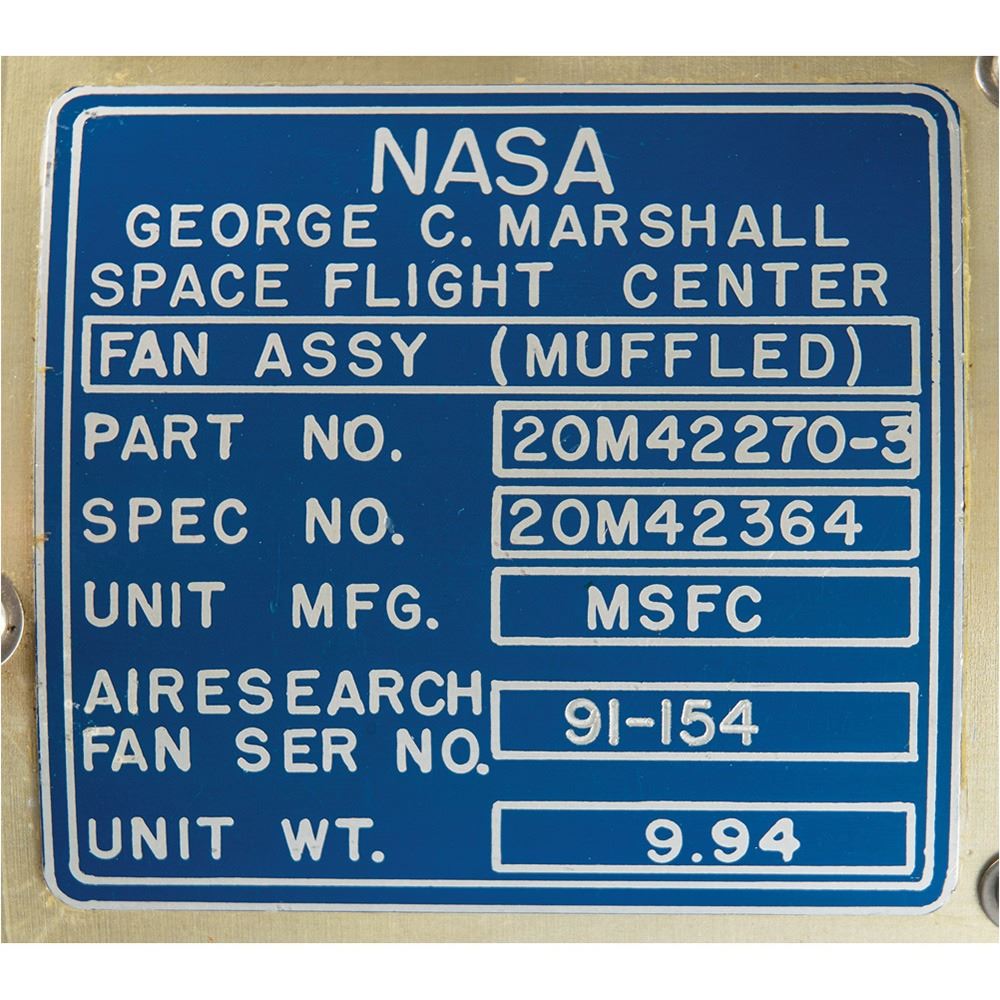 NASA
GEORGE C. MARSHALL
SPACE FLIGHT CENTER
FAN ASSY (MUFFLED)
PART NO. 20M42270-3
SPEC NO. 20M42364
UNIT MFG. MSFC
AIRESEARCH
FAN SER NO. 91-154
UNIT WT. 9.94